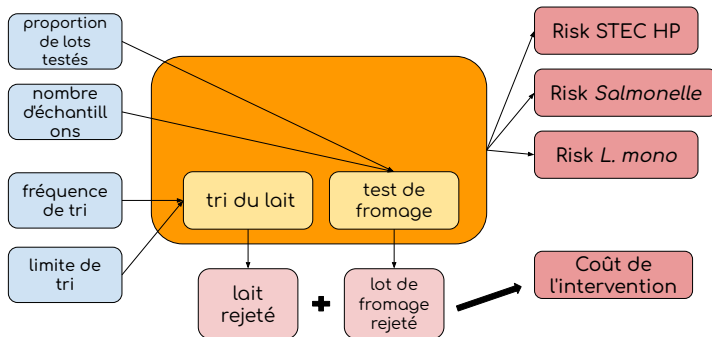 proportion
de lots
testés
nombre
d'échantill
ons
fréquence
de tri
limite de
tri
tri du lait
test de
fromage
lait
rejeté
+
lot de
fromage
rejeté
Risk STEC HP
Risk Salmonelle
Risk L. mono
Coût de
l'intervention